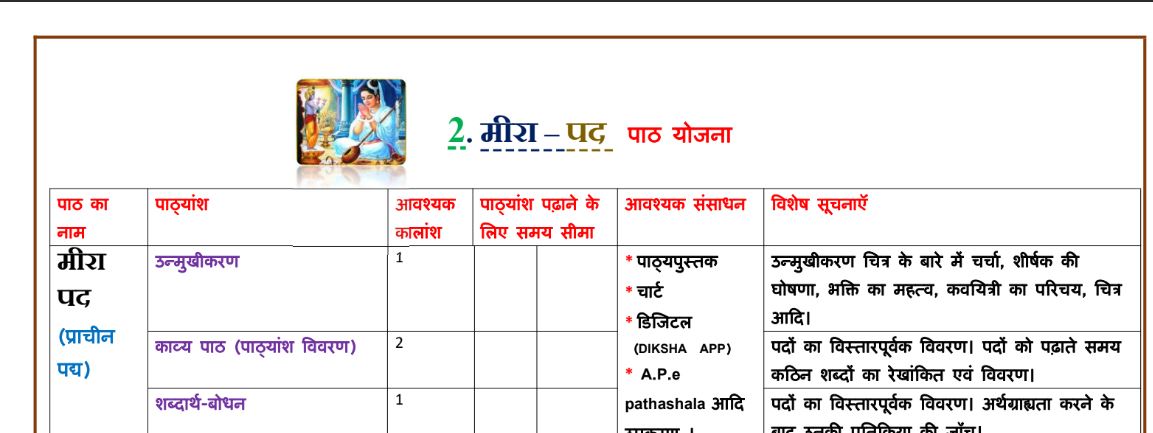 2. मीरा – पद पाठ योजना
पाठ का
नाम
पाठ्यांश
आवश्यक
कालांश
पाठ्यांश पढ़ाने के
लिए समय सीमा
आवश्यक संसाधन
विशेष सूचनाएँ
मीरा
पद
(प्राचीन
पद्य)
उन्मुखीकरण
1
* पाठ्यपुस्तक
* चार्ट
* डिजिटल
(DIKSHA APP)
* A.P.e
pathashala आदि
उन्मुखीकरण चित्र के बारे में चर्चा, शीर्षक की
घोषणा, भक्ति का महत्व, कवयित्री का परिचय, चित्र
आदि।
काव्य पाठ (पाठ्यांश विवरण)
2
पदों का विस्तारपूर्वक विवरण। पदों को पढ़ाते समय
कठिन शब्दों का रेखांकित एवं विवरण।
शब्दार्थ-बोधन
1
पदों का विस्तारपूर्वक विवरण। अर्थग्राह्यता करने के